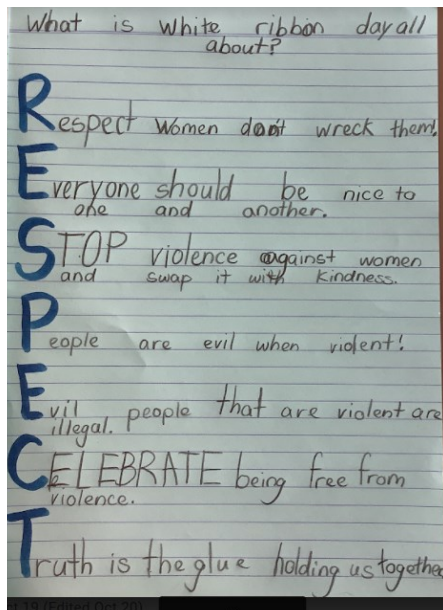 What is white ribbon day all
about?
Respect women don't wreck them!
Everyone should be nice to
one and another.
STOP violence against women
and swap it with kindness.
People are evil when violent!
Evil people that are violent are
illegal.
CELEBRATE being free from
violence.
Truth is the glue holding us together